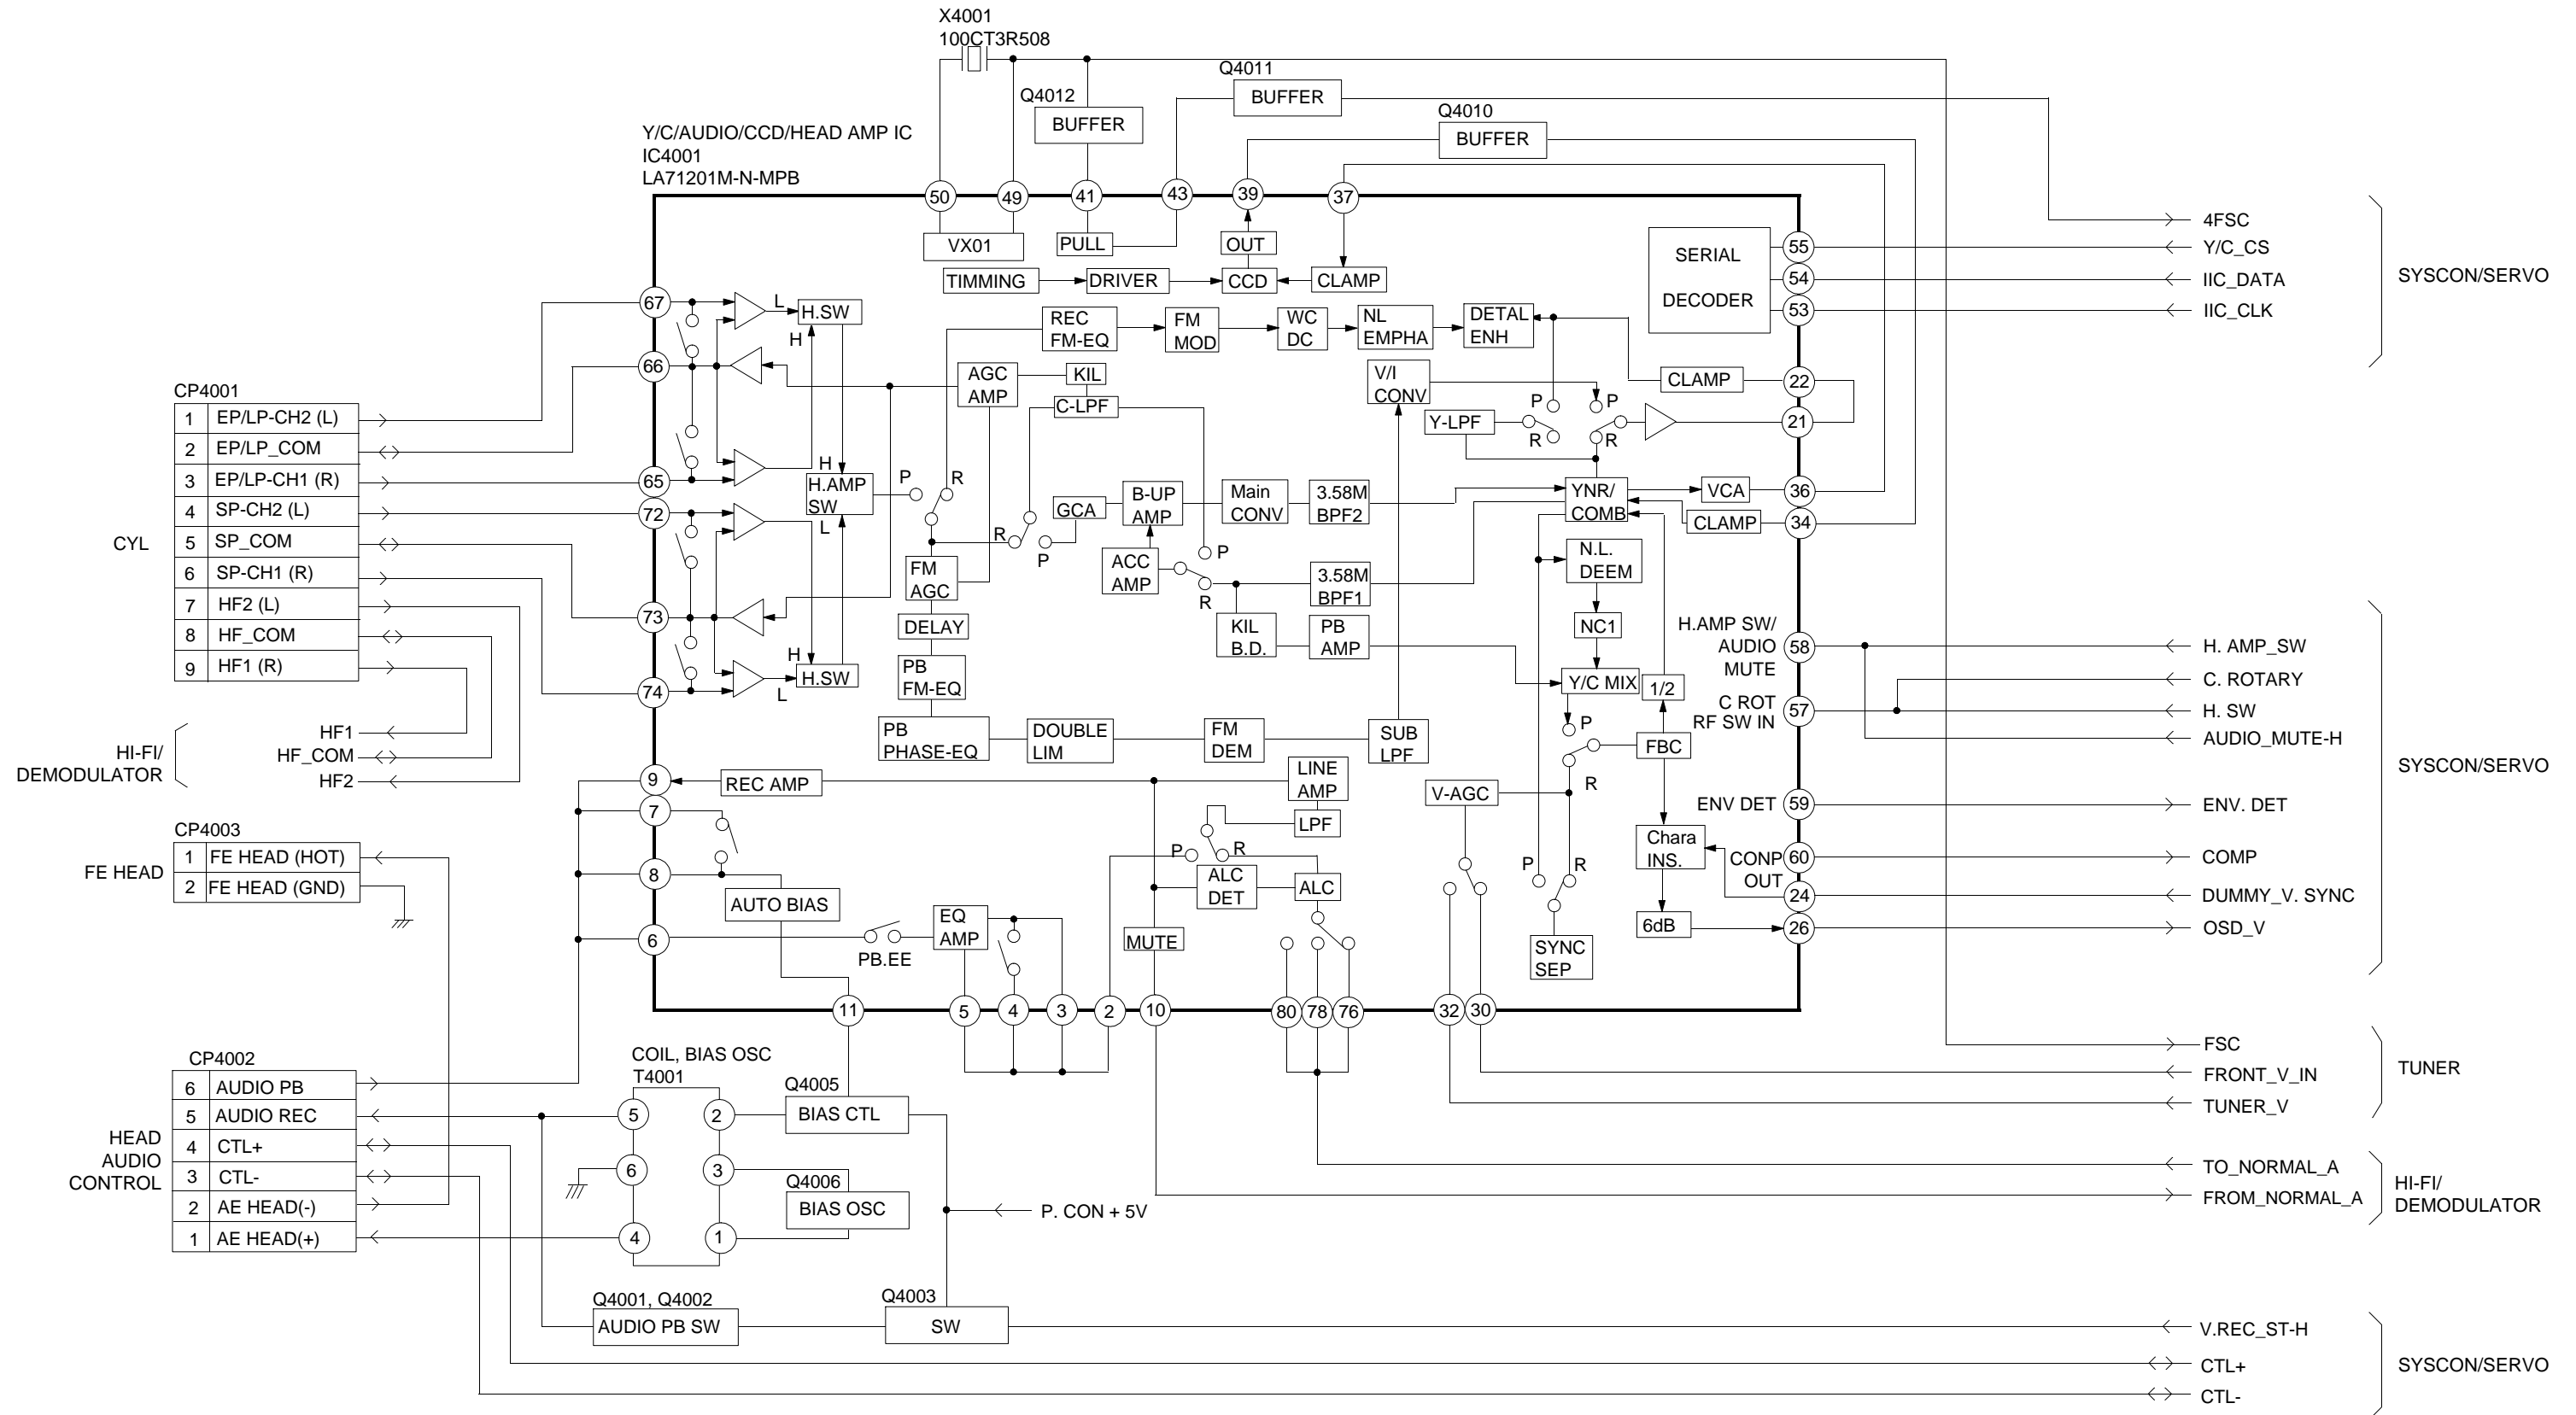 X4001
100CT3R508
Q4011
BUFFER
Q4012
BUFFER
Q4010
BUFFER
Y/C/AUDIO/CCD/HEAD AMP IC
IC4001
LA71201M-N-MPB
50
49
41
43
39
37
VX01
PULL
OUT
TIMMING
DRIVER
CCD
CLAMP
SERIAL
DECODER
55
54
53
4FSC
Y/C_CS
IIC_DATA
IIC_CLK
SYSCON/SERVO
67
66
65
72
73
74
L
H.SW
H
H
H.AMP
SW
L
H
H.SW
L
P
R
REC
FM-EQ
FM
MOD
WC
DC
NL
EMPHA
DETAL
ENH
AGC
AMP
KIL
C-LPF
V/I
CONV
CLAMP
22
21
P
P
Y-LPF
R
R
GCA
B-UP
AMP
Main
CONV
3.58M
BPF2
YNR/
COMB
VCA
36
CLAMP
34
R
P
FM
AGC
ACC
AMP
P
R
3.58M
BPF1
N.L.
DEEM
NC1
DELAY
KIL
B.D.
PB
AMP
Y/C MIX
1/2
PB
FM-EQ
PB
PHASE-EQ
DOUBLE
LIM
FM
DEM
SUB
LPF
P
FBC
R
H.AMP SW/
AUDIO
MUTE
58
C ROT
RF SW IN
57
H. AMP_SW
C. ROTARY
H. SW
AUDIO_MUTE-H
SYSCON/SERVO
ENV DET
59
ENV. DET
CONP
OUT
60
COMP
24
DUMMY_V. SYNC
26
OSD_V
CP4001
CYL
1 EP/LP-CH2 (L)
2 EP/LP_COM
3 EP/LP-CH1 (R)
4 SP-CH2 (L)
5 SP_COM
6 SP-CH1 (R)
7 HF2 (L)
8 HF_COM
9 HF1 (R)
HI-FI/
DEMODULATOR
HF1
HF_COM
HF2
CP4003
FE HEAD
1 FE HEAD (HOT)
2 FE HEAD (GND)
9
7
8
6
REC AMP
LINE
AMP
LPF
P
R
ALC
DET
ALC
V-AGC
Chara
INS.
6dB
P
R
SYNC
SEP
AUTO BIAS
PB.EE
EQ
AMP
MUTE
11
5
4
3
2
10
80
78
76
32
30
FSC
FRONT_V_IN
TUNER_V
TUNER
CP4002
HEAD
AUDIO
CONTROL
6 AUDIO PB
5 AUDIO REC
4 CTL+
3 CTL-
2 AE HEAD(-)
1 AE HEAD(+)
COIL, BIAS OSC
T4001
5
2
6
3
4
1
Q4005
BIAS CTL
Q4006
BIAS OSC
P. CON + 5V
TO_NORMAL_A
FROM_NORMAL_A
HI-FI/
DEMODULATOR
Q4001, Q4002
AUDIO PB SW
Q4003
SW
V.REC_ST-H
CTL+
CTL-
SYSCON/SERVO